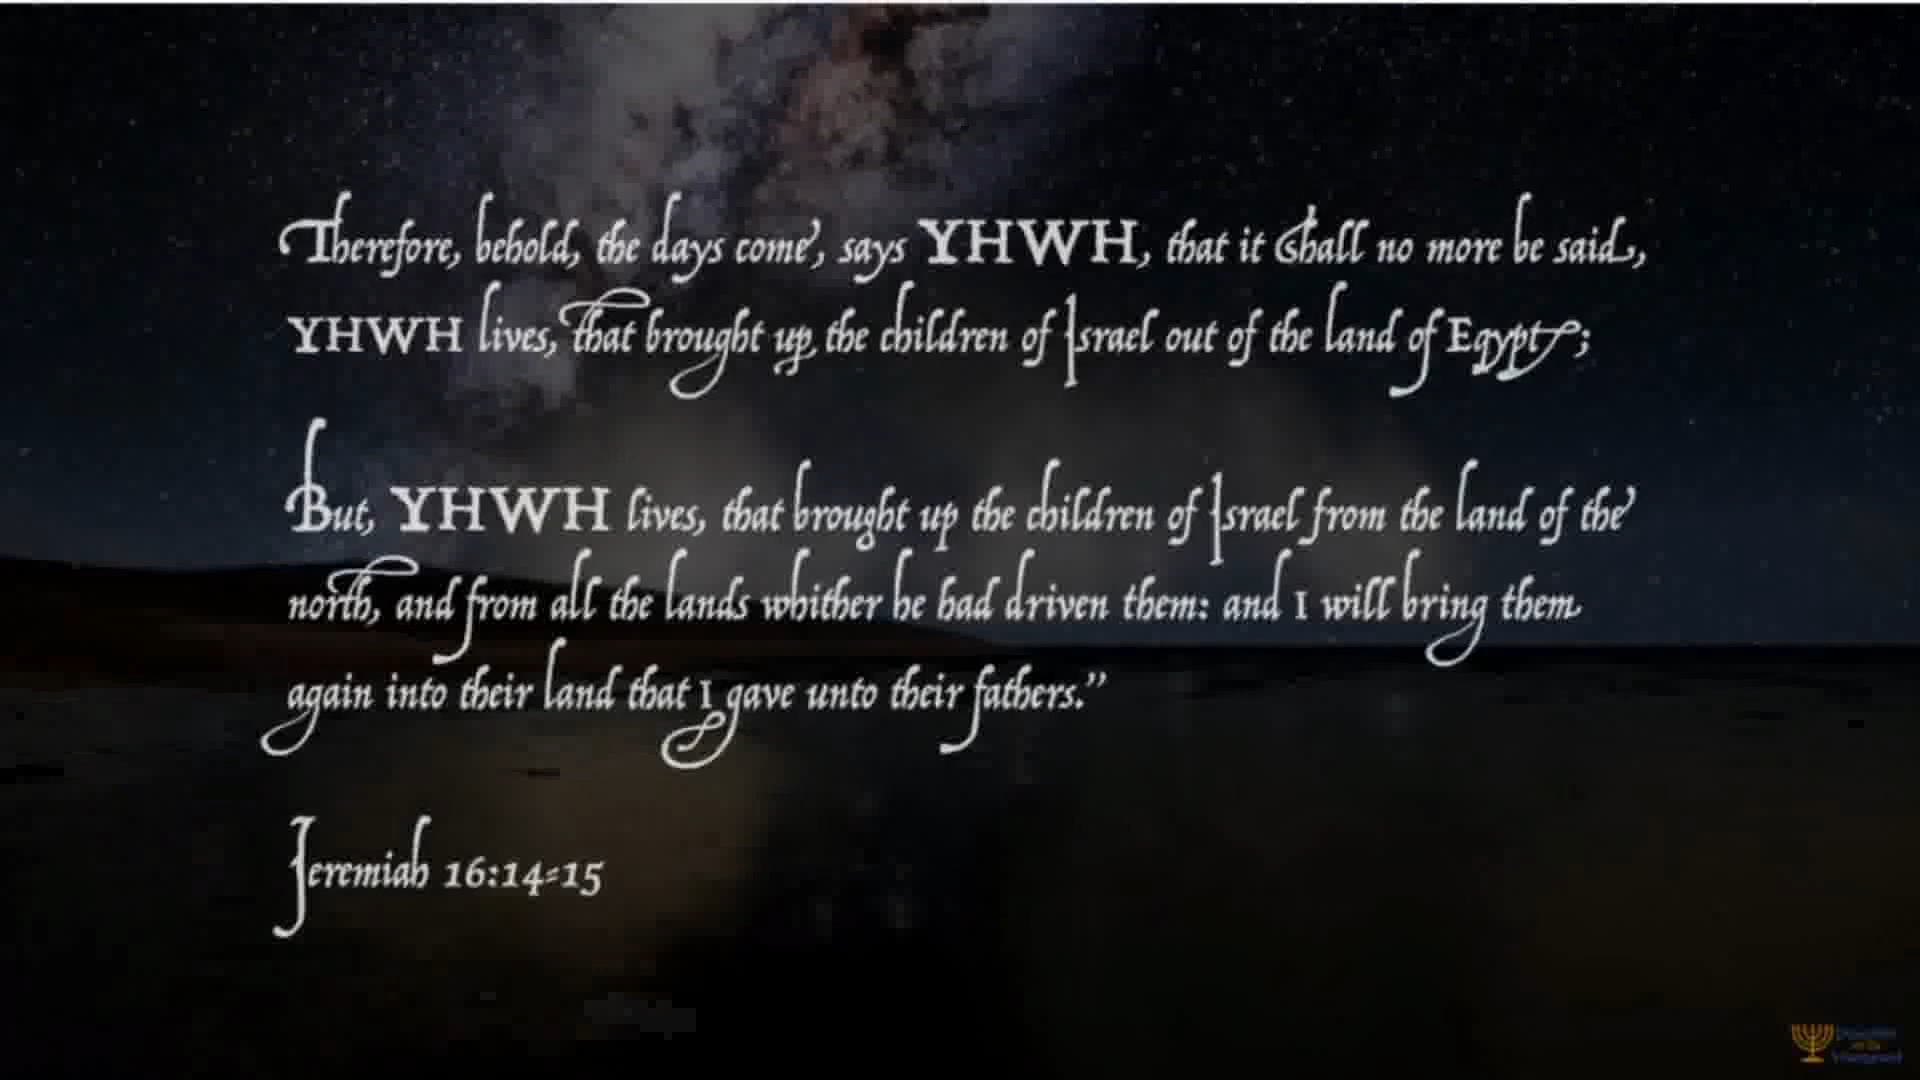 Therefore, behold, the days come, says YHWH, that it shall no more be said,
YHWH lives, that brought up the children of Israel out of the land of Egypt;
But, YHWH lives, that brought up the children of Israel from the land of the
north, and from all the lands whither he had driven them: and I will bring them
again into their land that I gave unto their fathers.”
Jeremiah 16:14-15